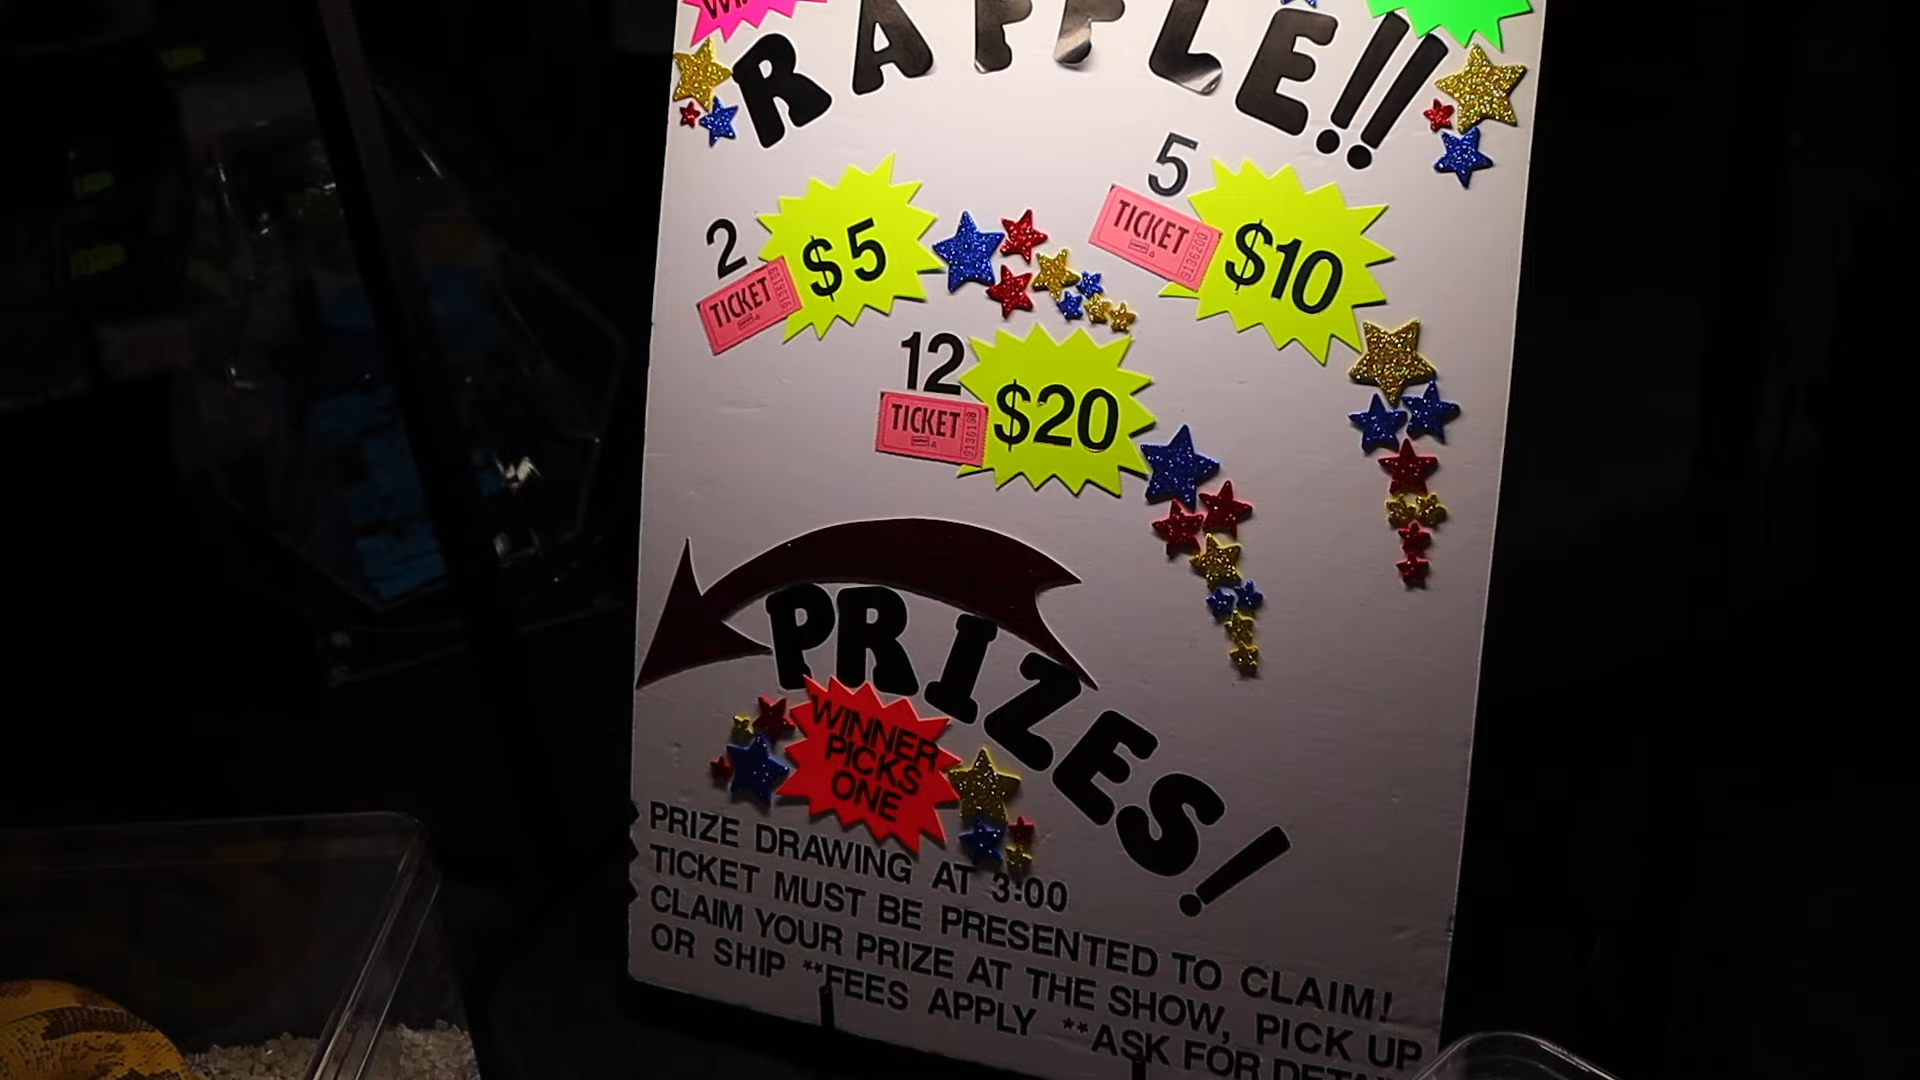 RAFFLE!!
2
TICKET
$5
5
TICKET
9136200
$10
12
TICKET
9136198
$20
PRIZES!
WINNER
PICKS
ONE
PRIZE DRAWING AT 3:00
TICKET MUST BE PRESENTED TO CLAIM!
CLAIM YOUR PRIZE AT THE SHOW, PICK UP
OR SHIP **FEES APPLY **ASK FOR